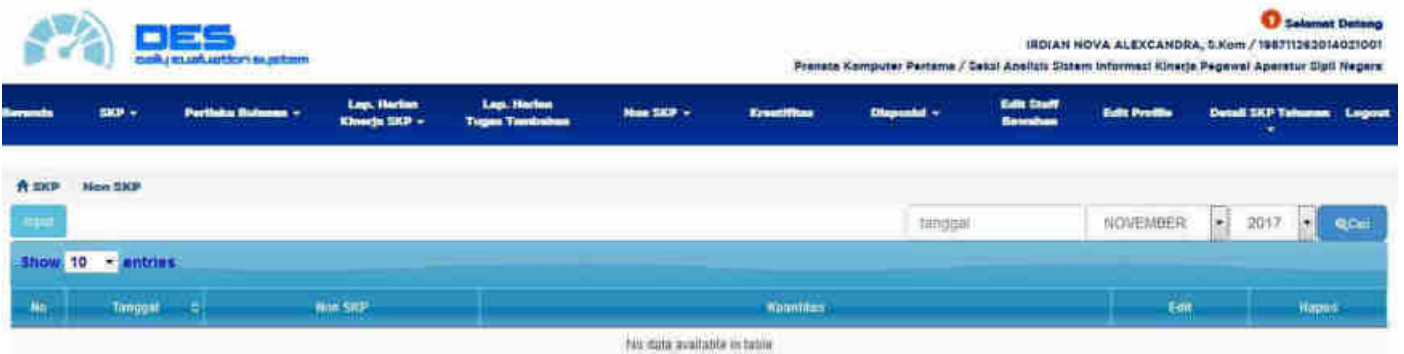 DES
daily evaluation system
Selamat Datang
IRDIAN NOVA ALEXCANDRA, S.Kom / 198711262014021001
Pranata Komputer Pertama / Seksi Analisis Sistem Informasi Kinerja Pegawai Aparatur Sipil Negara
Beranda SKP Perilaku Bulanan Lap. Harian Kinerja SKP Lap. Harian Tugas Tambahan Non SKP Kreatifitas Disposisi Edit Staff Bawahan Edit Profile Detail SKP Tahunan Logout
SKP Non SKP
Input tanggal NOVEMBER 2017 Cari
Show 10 entries
No Tanggal Non SKP Kuantitas Edit Hapus
No data available in table